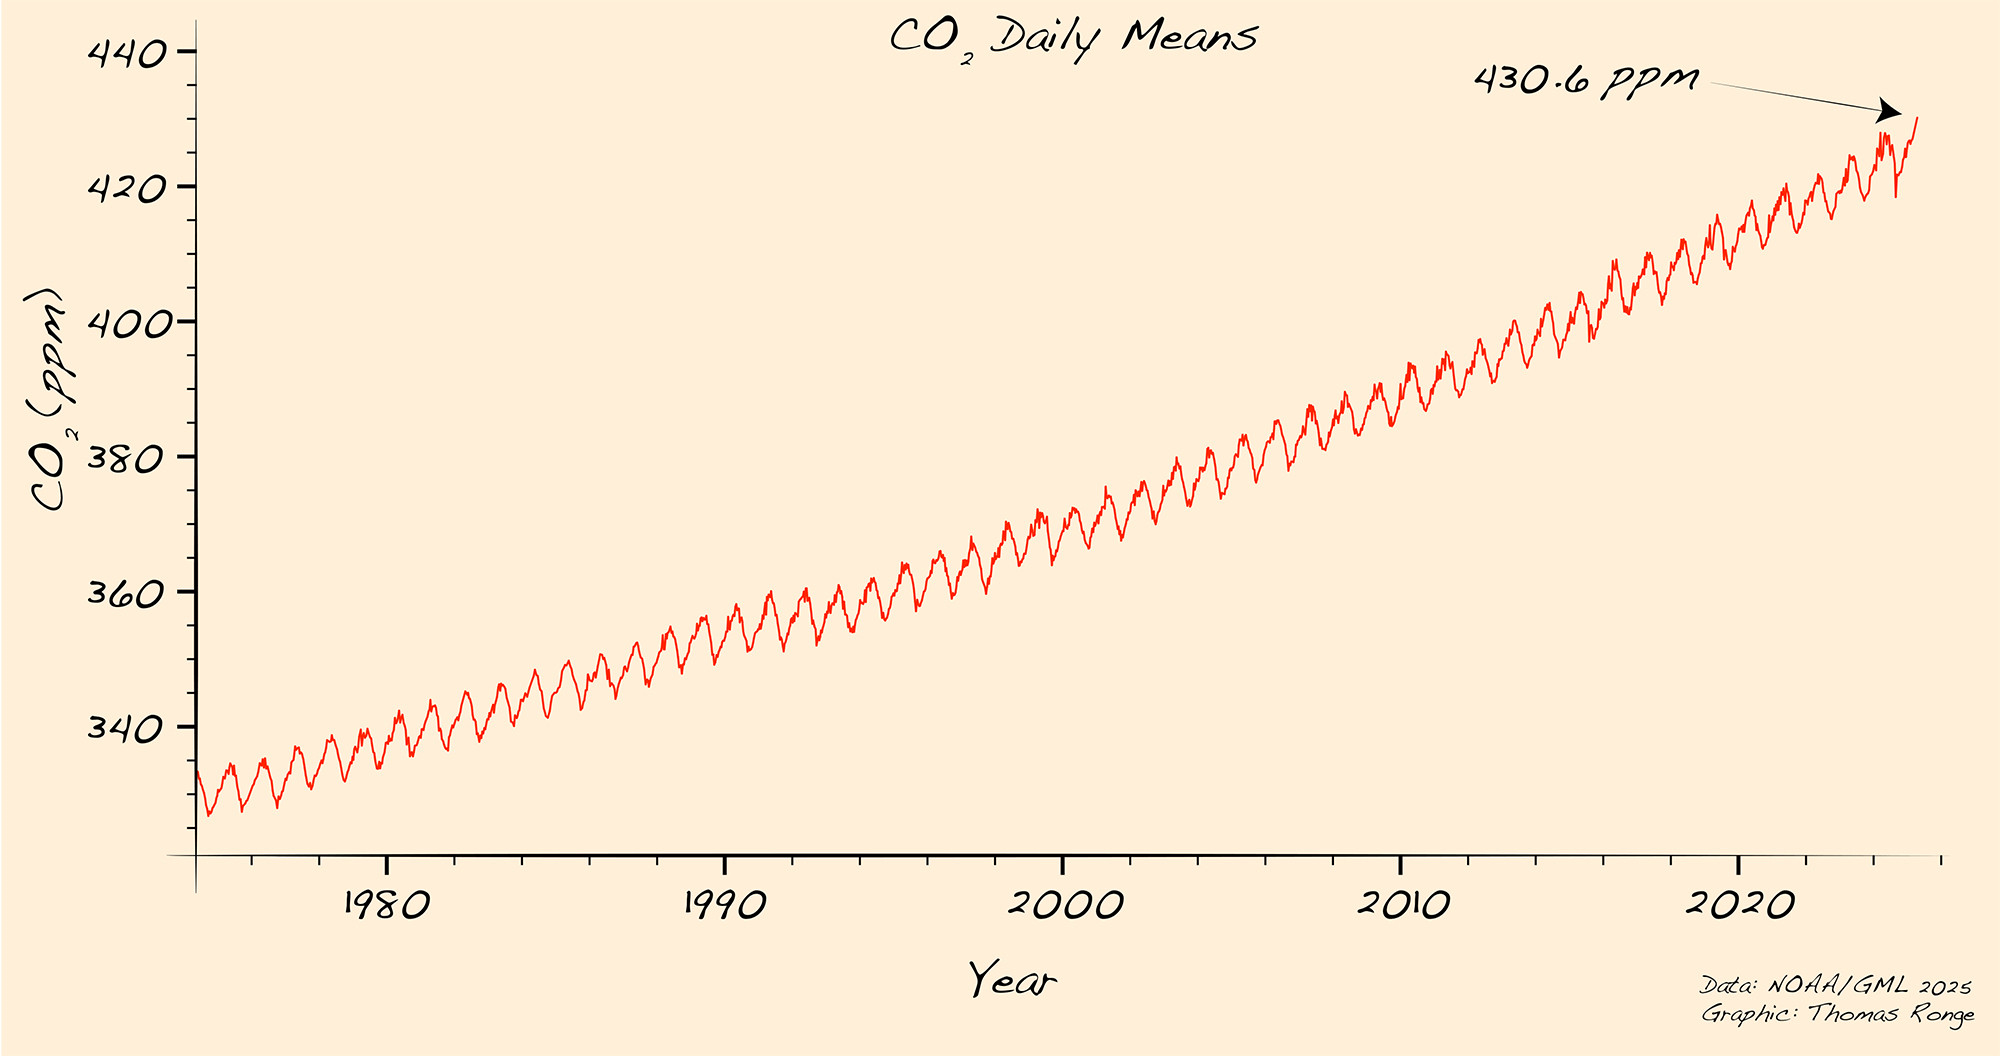 CO₂ Daily Means
430.6 ppm
440
420
400
380
360
340
CO₂ (ppm)
1980 1990 2000 2010 2020
Year
Data: NOAA/GML 2025
Graphic: Thomas Ronge